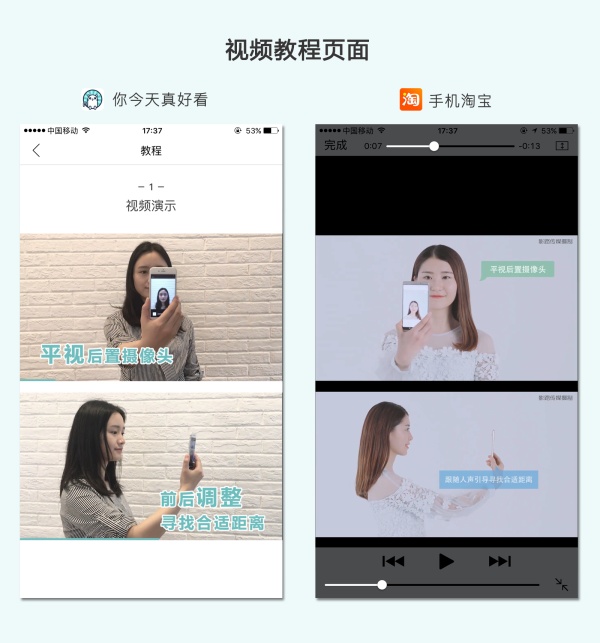 视频教程页面
你今天真好看
淘 手机淘宝
中国移动 17:37 53%
教程
– 1 –
视频演示
平视后置摄像头
前后调整
寻找合适距离
中国移动 17:37 53%
完成 0:07 -0:13
平视后置摄像头
跟随人声引导寻找合适距离